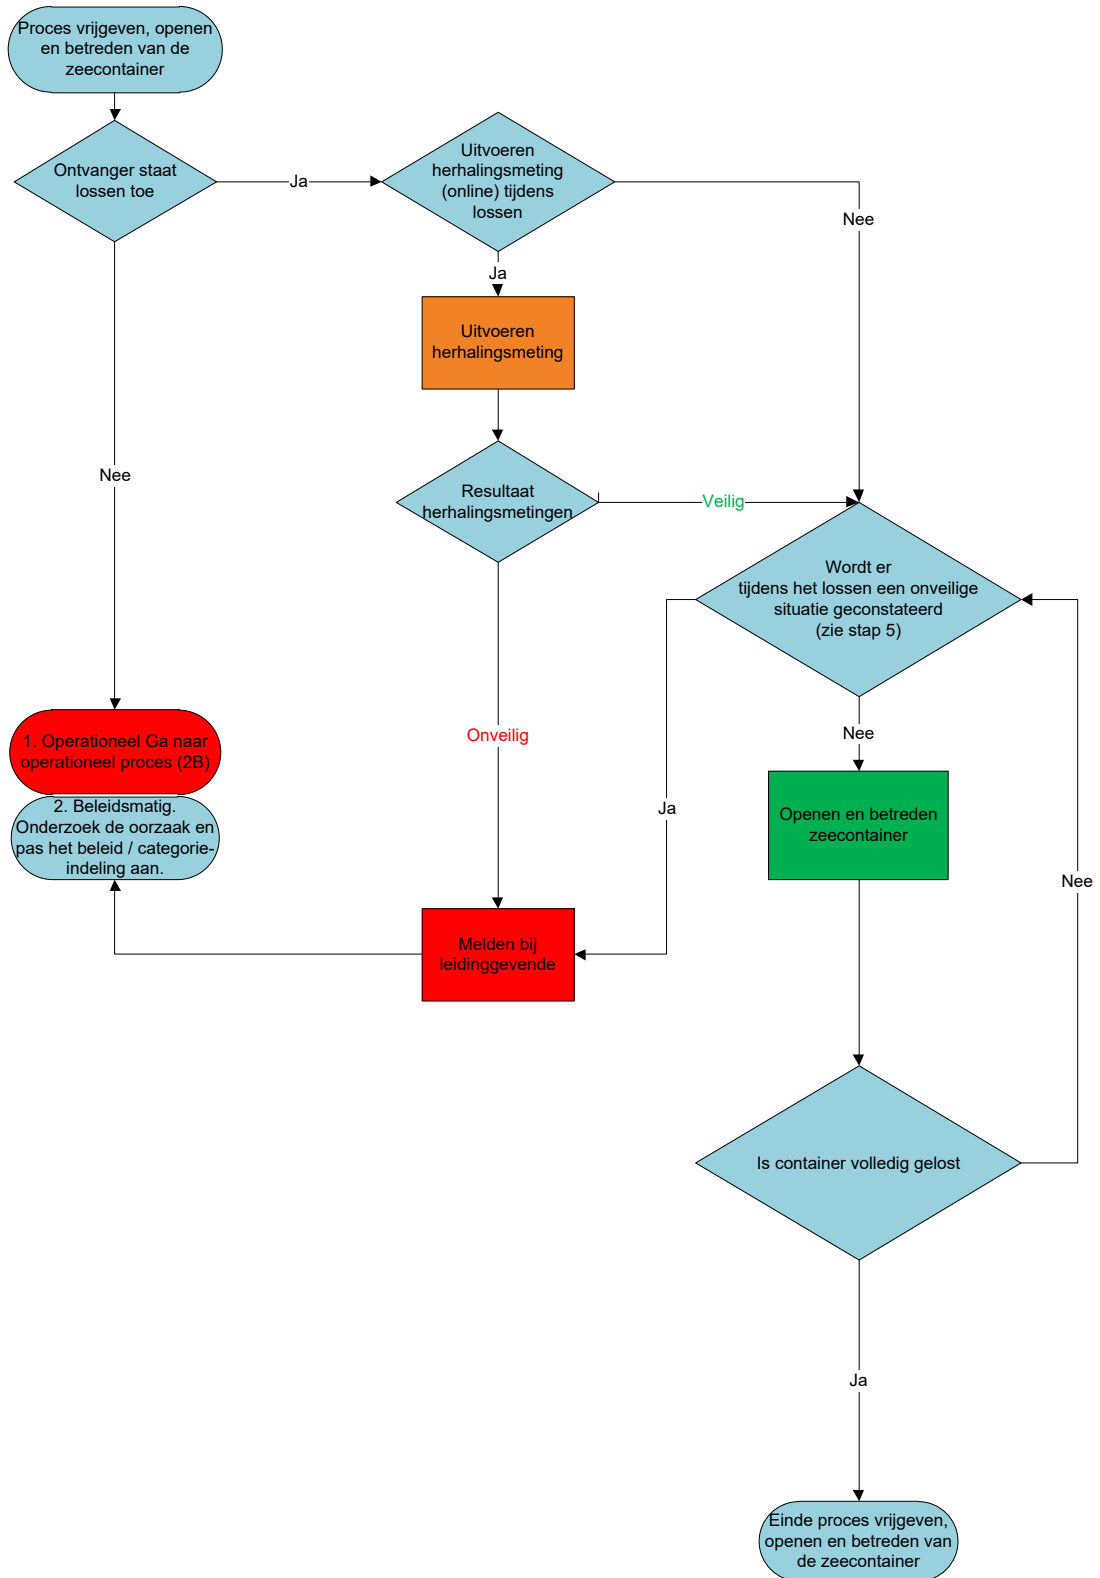 Proces vrijgeven, openen
en betreden van de
zeecontainer
Ontvanger staat
lossen toe
Ja
Uitvoeren
herhalingsmeting
(online) tijdens
lossen
Nee
Ja
Uitvoeren
herhalingsmeting
Nee
Resultaat
herhalingsmetingen
Veilig
Wordt er
tijdens het lossen een onveilige
situatie geconstateerd
(zie stap 5)
Onveilig
Nee
1. Operationeel Ga naar
operationeel proces (2B)
2. Beleidsmatig.
Onderzoek de oorzaak en
pas het beleid / categorie-
indeling aan.
Ja
Openen en betreden
zeecontainer
Nee
Melden bij
leidinggevende
Is container volledig gelost
Ja
Einde proces vrijgeven,
openen en betreden van
de zeecontainer